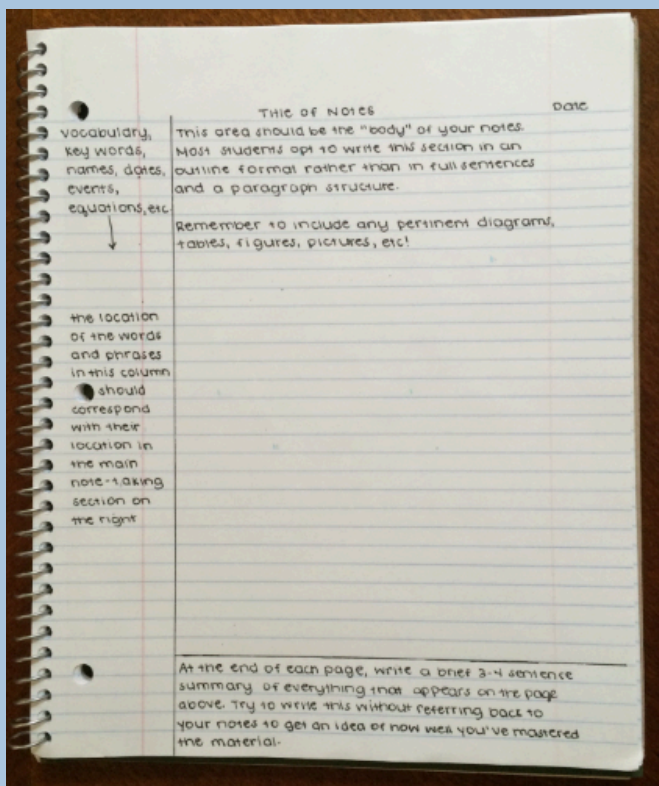 Title of Notes
Date
vocabulary,
key words,
names, dates,
events,
equations, etc
This area should be the "body" of your notes.
Most students opt to write this section in an
outline format rather than in full sentences
and a paragraph structure.
Remember to include any pertinent diagrams,
tables, figures, pictures, etc!
the location
of the words
and phrases
in this column
should
correspond
with their
location in
the main
note-taking
section on
the right
At the end of each page, write a brief 3-4 sentence
summary of everything that appears on the page
above. Try to write this without referring back to
your notes to get an idea of how well you've mastered
the material.